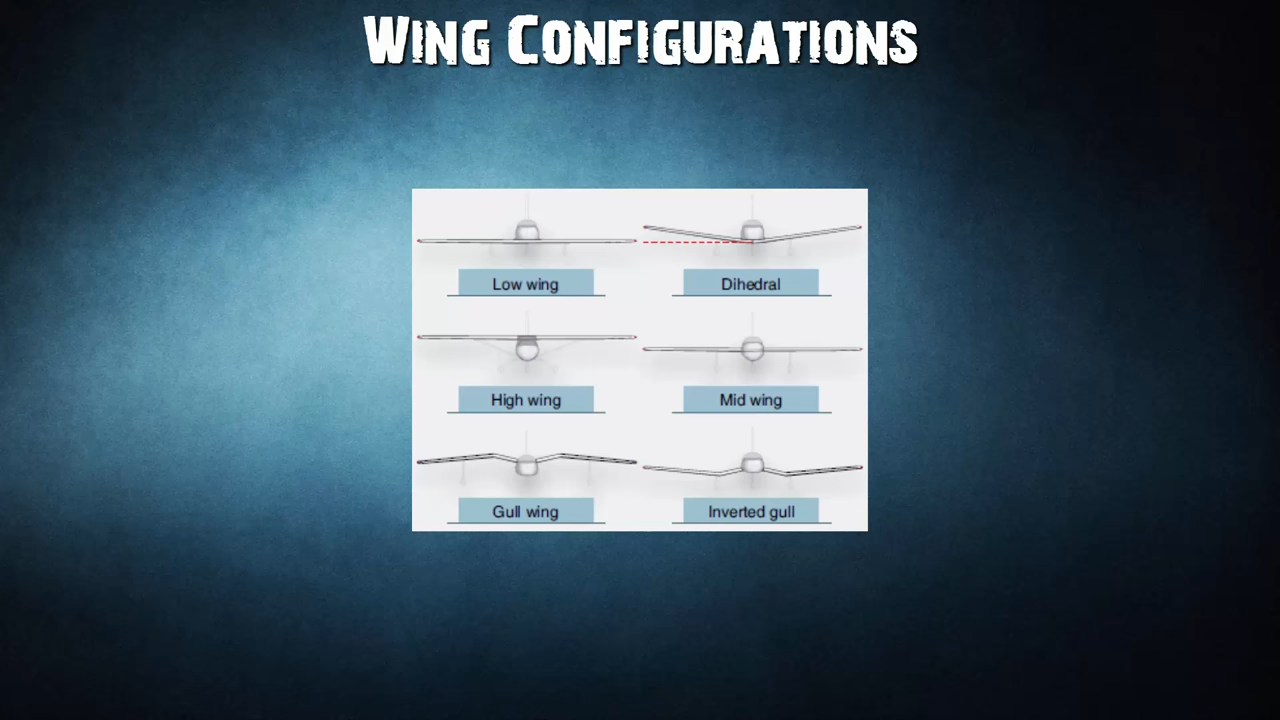 Wing Configurations
Low wing
Dihedral
High wing
Mid wing
Gull wing
Inverted gull